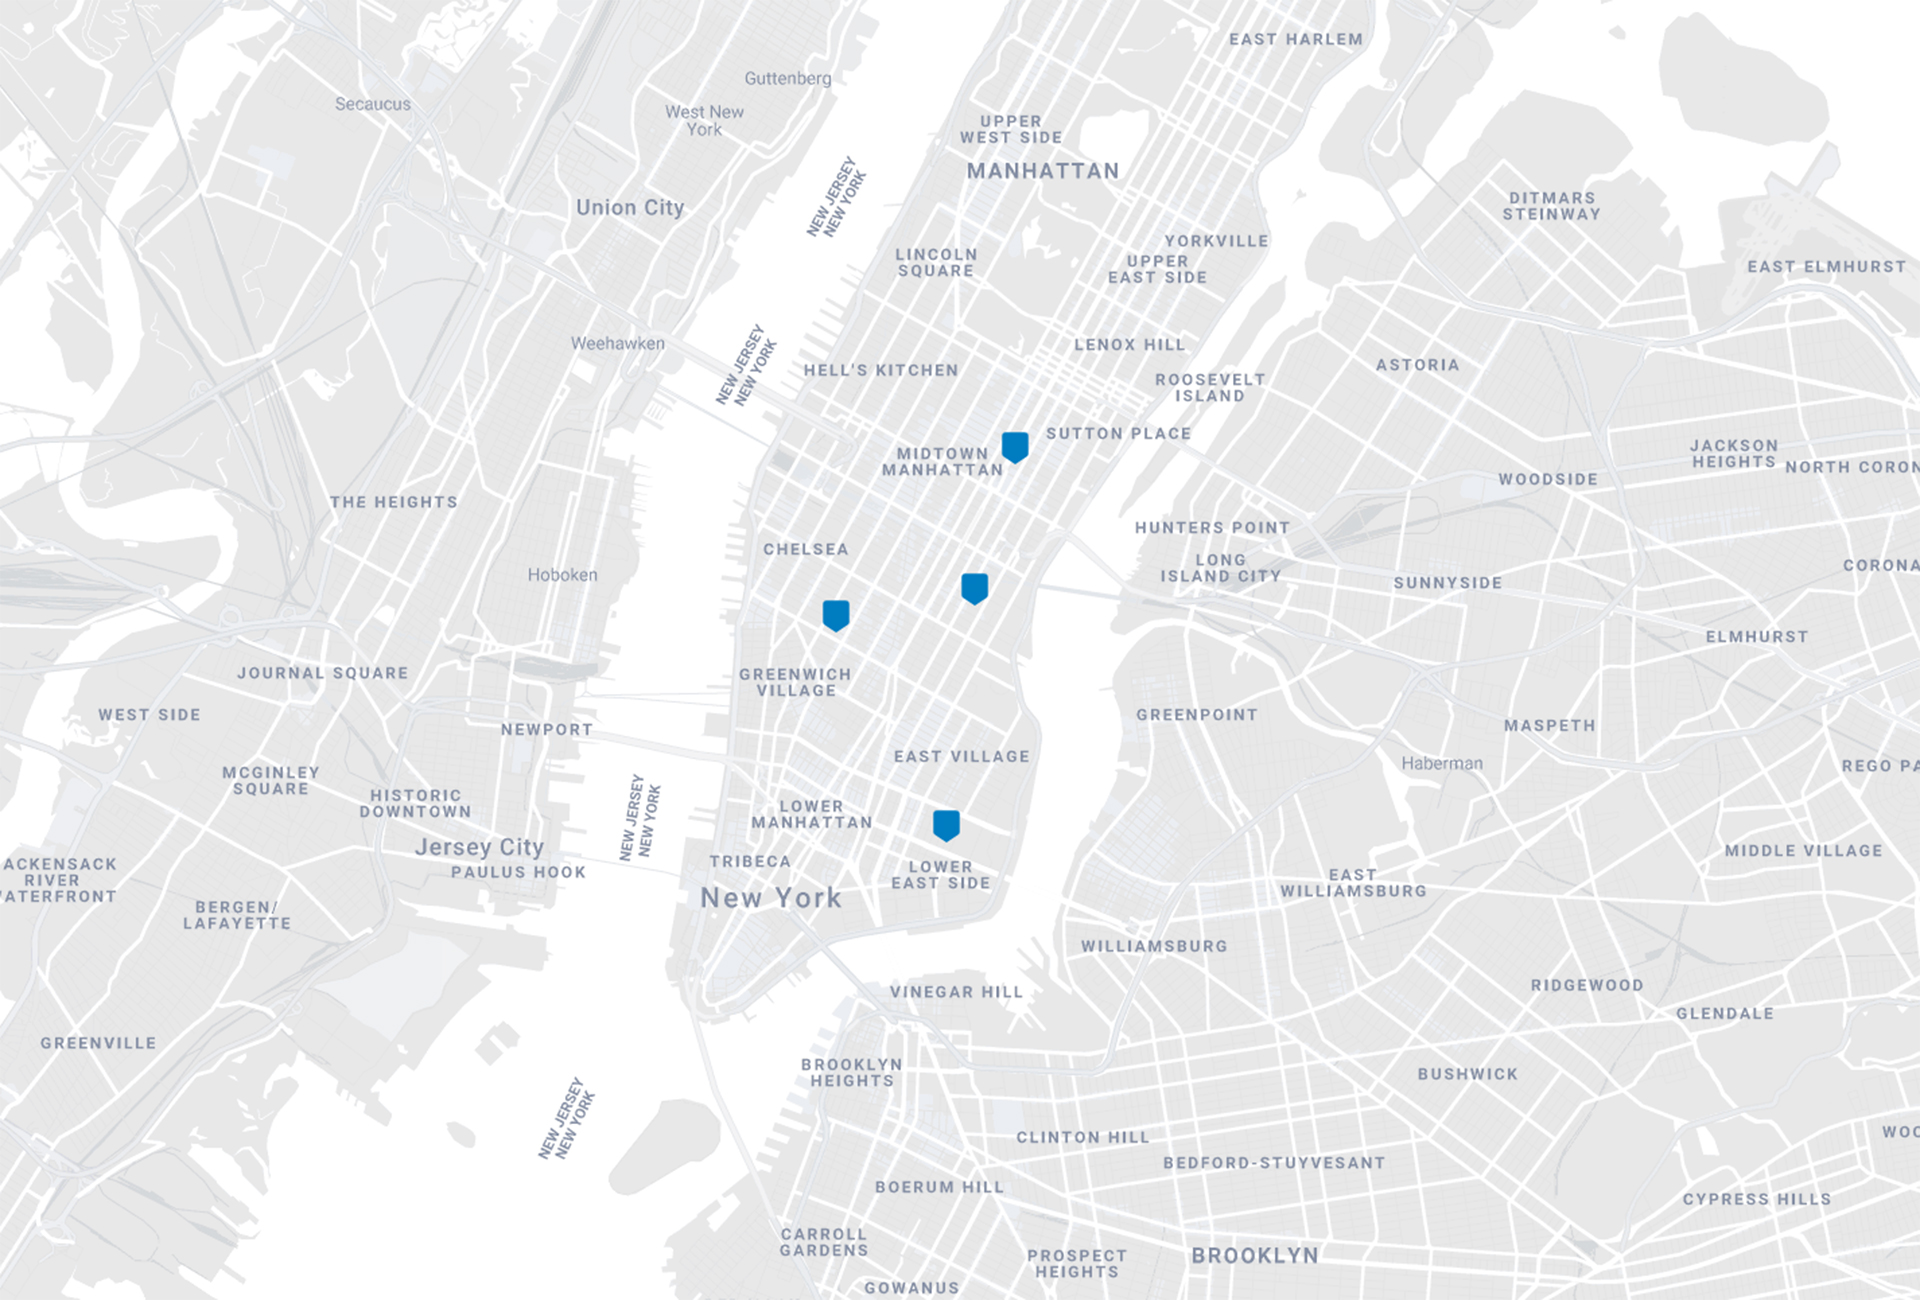 EAST HARLEM
Guttenberg
Secaucus
West New
York
UPPER
WEST SIDE
MANHATTAN
NEW JERSEY
NEW YORK
Union City
DITMARS
STEINWAY
YORKVILLE
LINCOLN
SQUARE
UPPER
EAST SIDE
EAST ELMHURST
Weehawken
NEW JERSEY
NEW YORK
LENOX HILL
HELL'S KITCHEN
ASTORIA
ROOSEVELT
ISLAND
SUTTON PLACE
MIDTOWN
MANHATTAN
JACKSON
HEIGHTS
NORTH CORON
WOODSIDE
THE HEIGHTS
HUNTERS POINT
CHELSEA
LONG
ISLAND CITY
CORONA
Hoboken
SUNNYSIDE
ELMHURST
JOURNAL SQUARE
GREENWICH
VILLAGE
WEST SIDE
GREENPOINT
NEWPORT
MASPETH
EAST VILLAGE
Haberman
REGO PA
MCGINLEY
SQUARE
HISTORIC
DOWNTOWN
NEW JERSEY
NEW YORK
LOWER
MANHATTAN
Jersey City
MIDDLE VILLAGE
TRIBECA
PAULUS HOOK
ACKENSACK
RIVER
ATERFRONT
LOWER
EAST SIDE
EAST
WILLIAMSBURG
New York
BERGEN/
LAFAYETTE
WILLIAMSBURG
VINEGAR HILL
RIDGEWOOD
GLENDALE
GREENVILLE
BROOKLYN
HEIGHTS
BUSHWICK
NEW JERSEY
NEW YORK
CLINTON HILL
WOO
BEDFORD-STUYVESANT
BOERUM HILL
CYPRESS HILLS
CARROLL
GARDENS
PROSPECT
HEIGHTS
BROOKLYN
GOWANUS